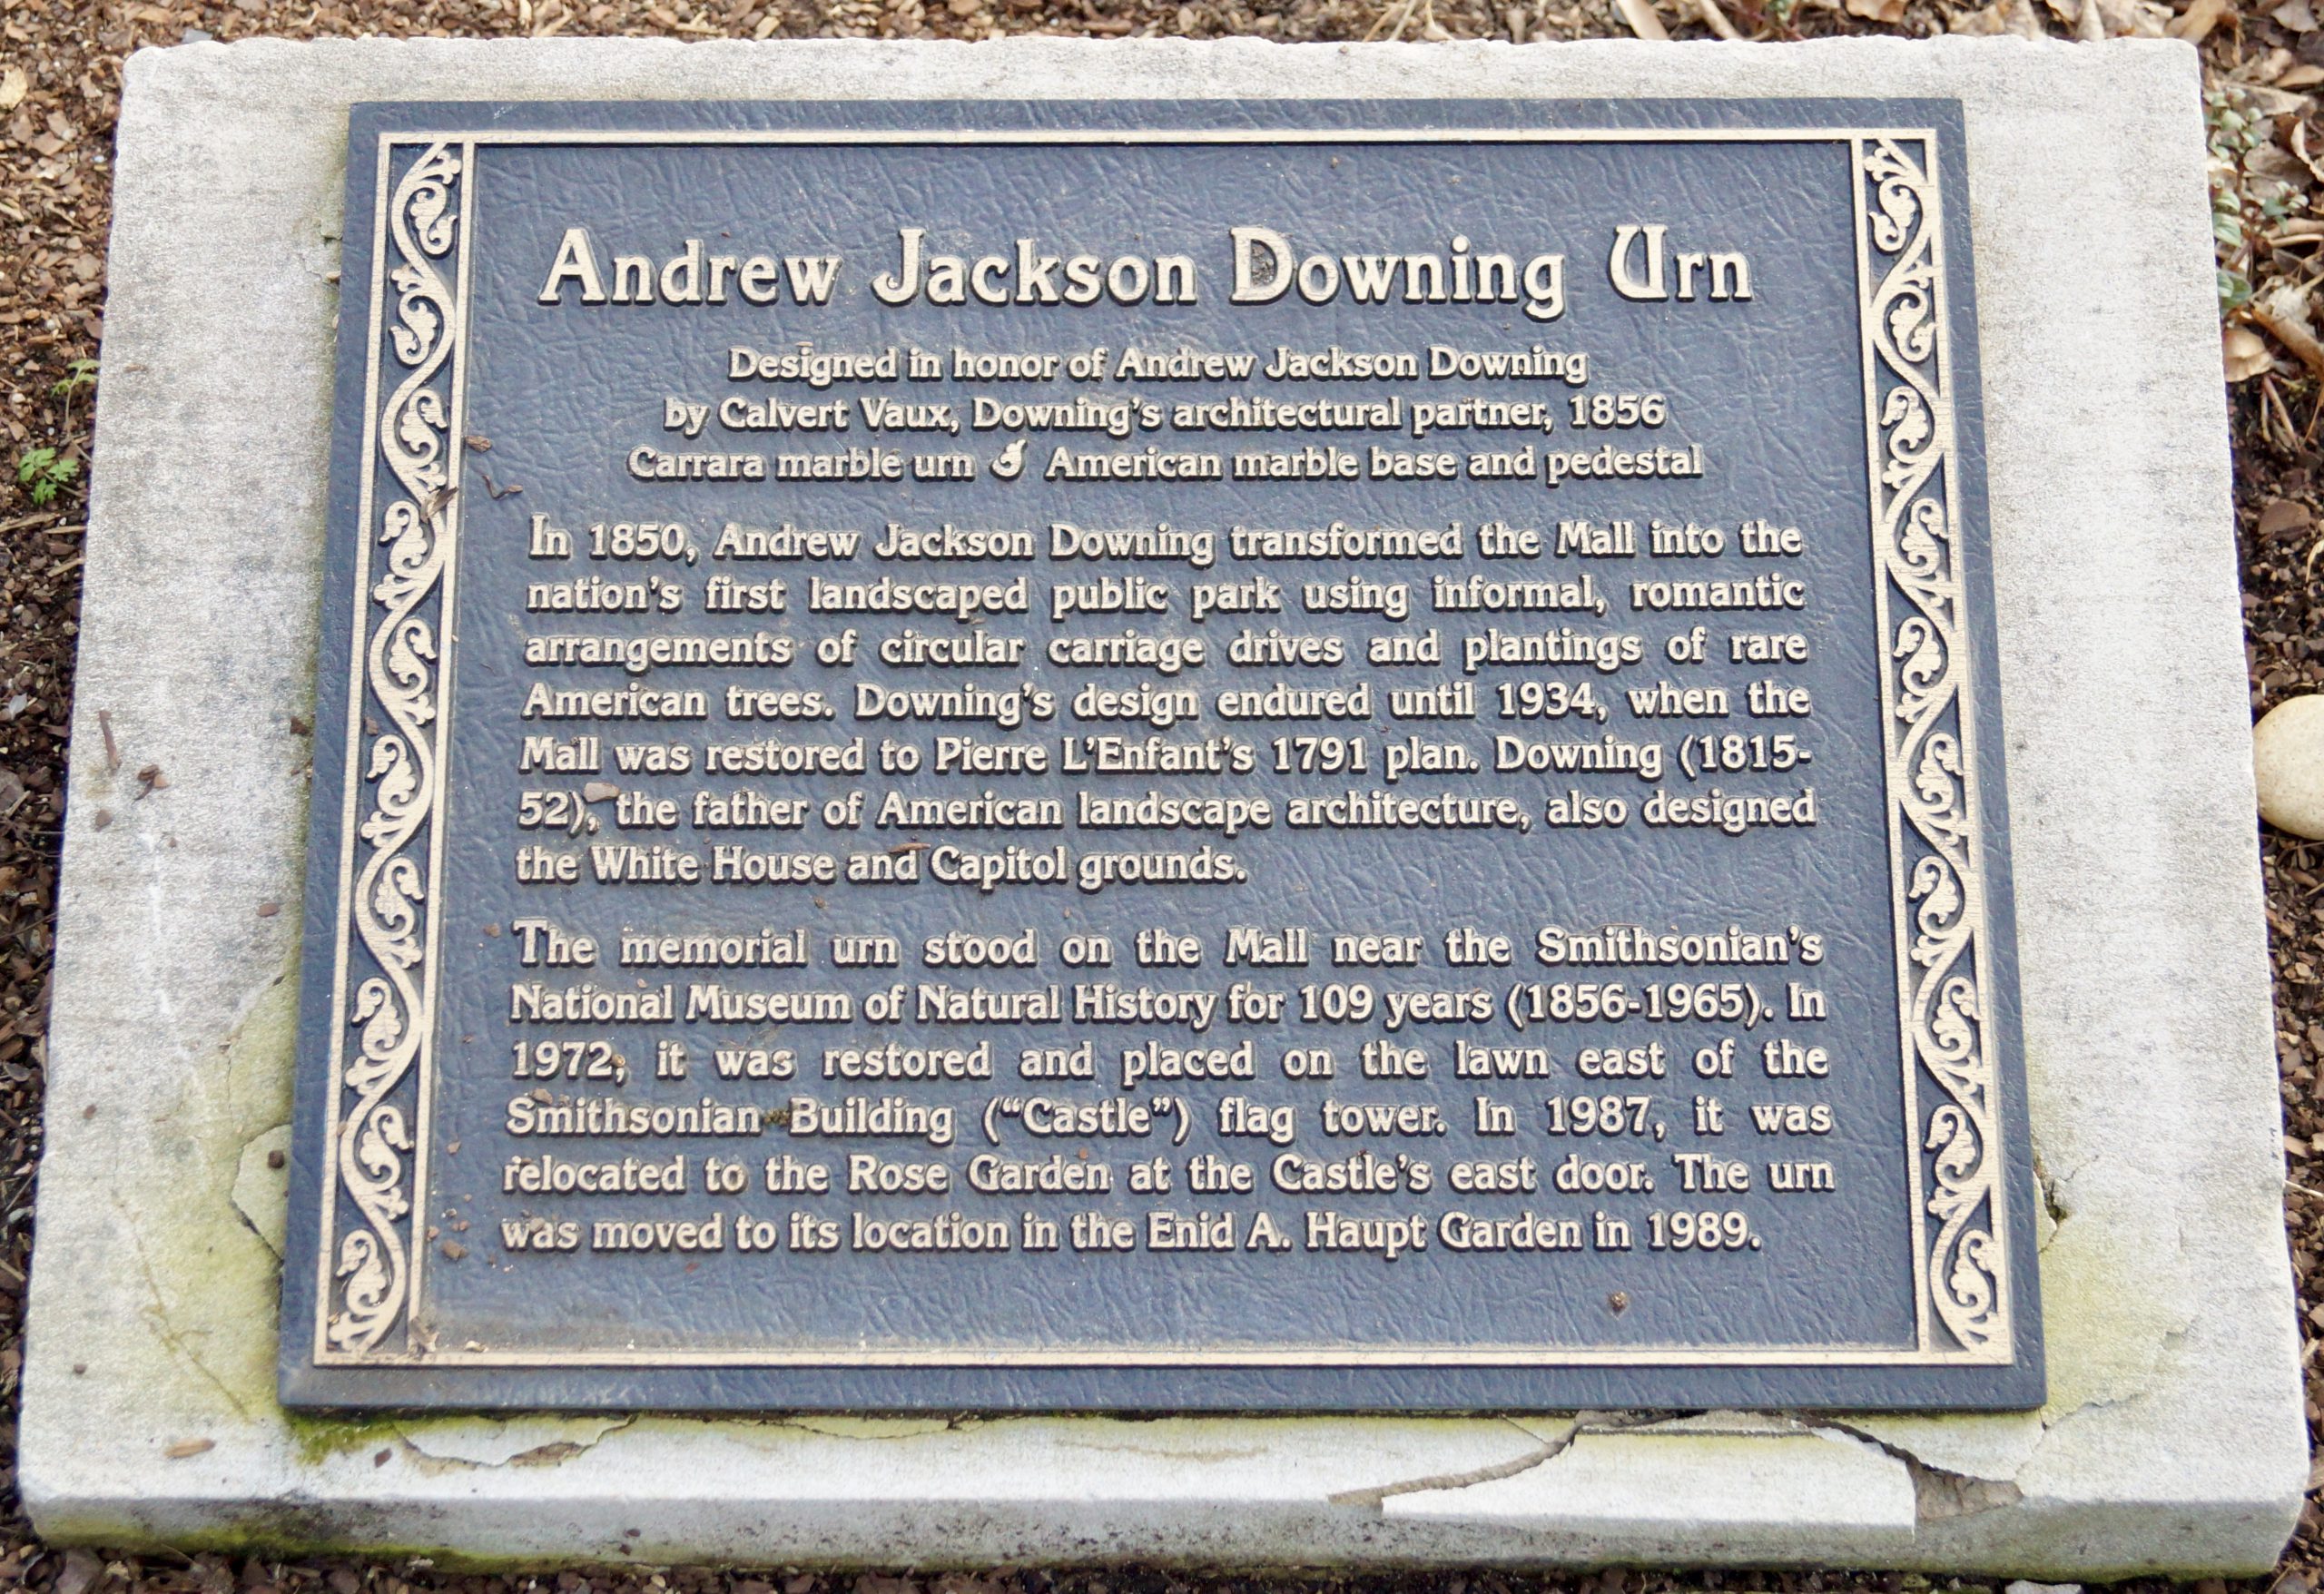 Andrew Jackson Downing Urn
Designed in honor of Andrew Jackson Downing
by Calvert Vaux, Downing's architectural partner, 1856
Carrara marble urn American marble base and pedestal
In 1850, Andrew Jackson Downing transformed the Mall into the
nation's first landscaped public park using informal, romantic
arrangements of circular carriage drives and plantings of rare
American trees. Downing's design endured until 1934, when the
Mall was restored to Pierre L'Enfant's 1791 plan. Downing (1815-
52), the father of American landscape architecture, also designed
the White House and Capitol grounds.
The memorial urn stood on the Mall near the Smithsonian's
National Museum of Natural History for 109 years (1856-1965). In
1972, it was restored and placed on the lawn east of the
Smithsonian Building (“Castle”) flag tower. In 1987, it was
relocated to the Rose Garden at the Castle's east door. The urn
was moved to its location in the Enid A. Haupt Garden in 1989.